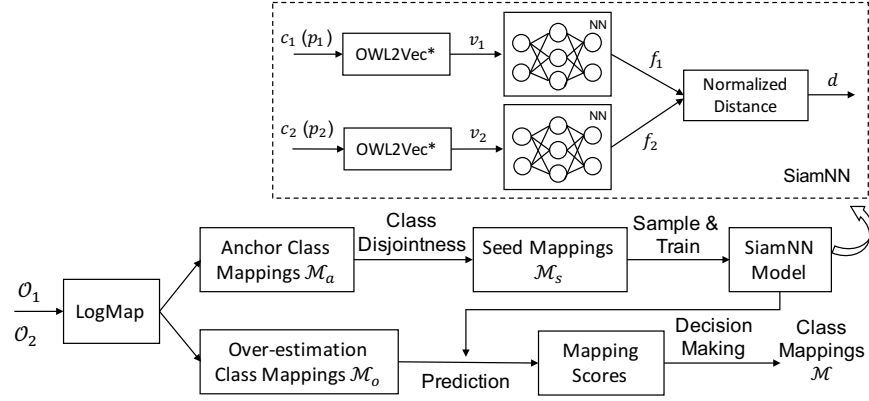 c₁ (p₁)
OWL2Vec*
v₁
NN
f₁
Normalized
Distance
d
c₂ (p₂)
OWL2Vec*
v₂
NN
f₂
SiamNN
Class
Disjointness
Sample &
Train
Anchor Class
Mappings ℳₐ
Seed Mappings
ℳₛ
SiamNN
Model
𝒪₁
𝒪₂
LogMap
Over-estimation
Class Mappings ℳₒ
Prediction
Mapping
Scores
Decision
Making
Class
Mappings
ℳ